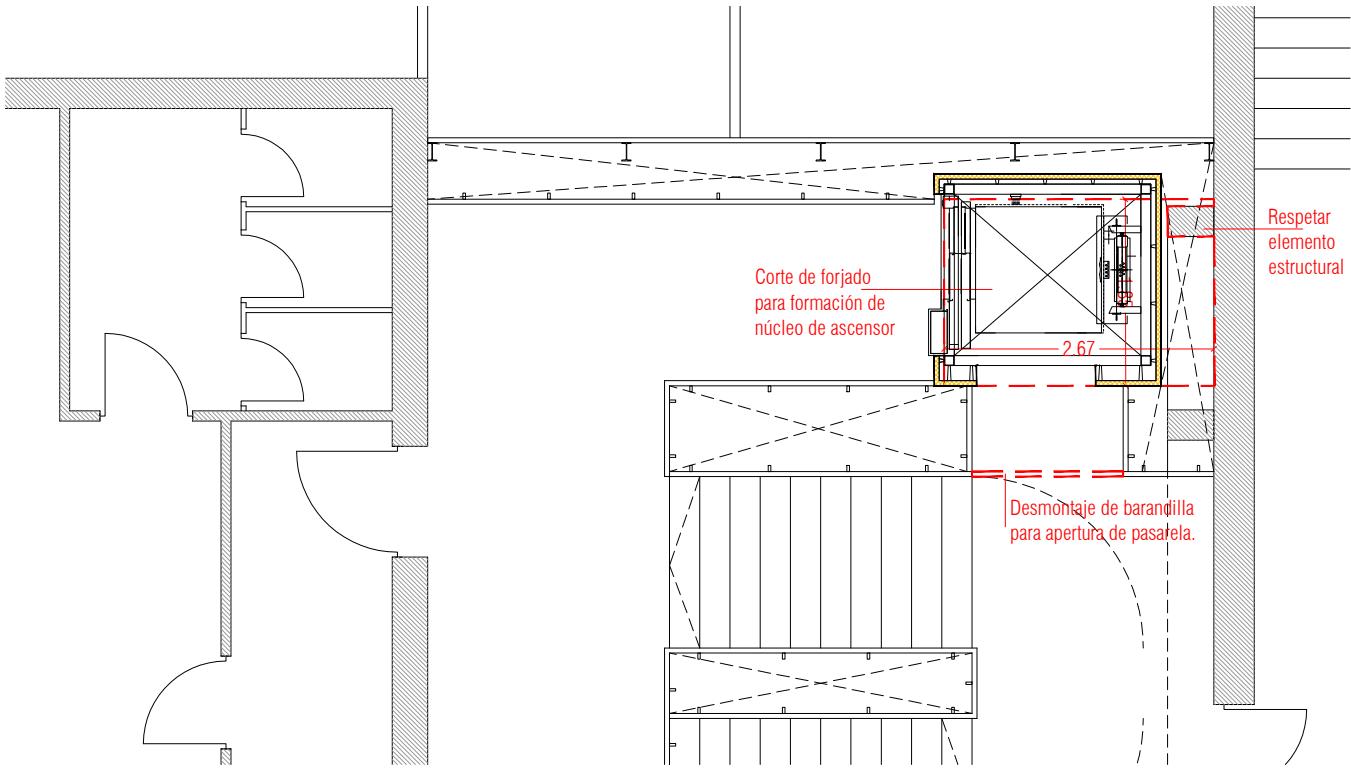 Respetar
elemento
estructural
Corte de forjado
para formación de
núcleo de ascensor
2.67
Desmontaje de barandilla
para apertura de pasarela.